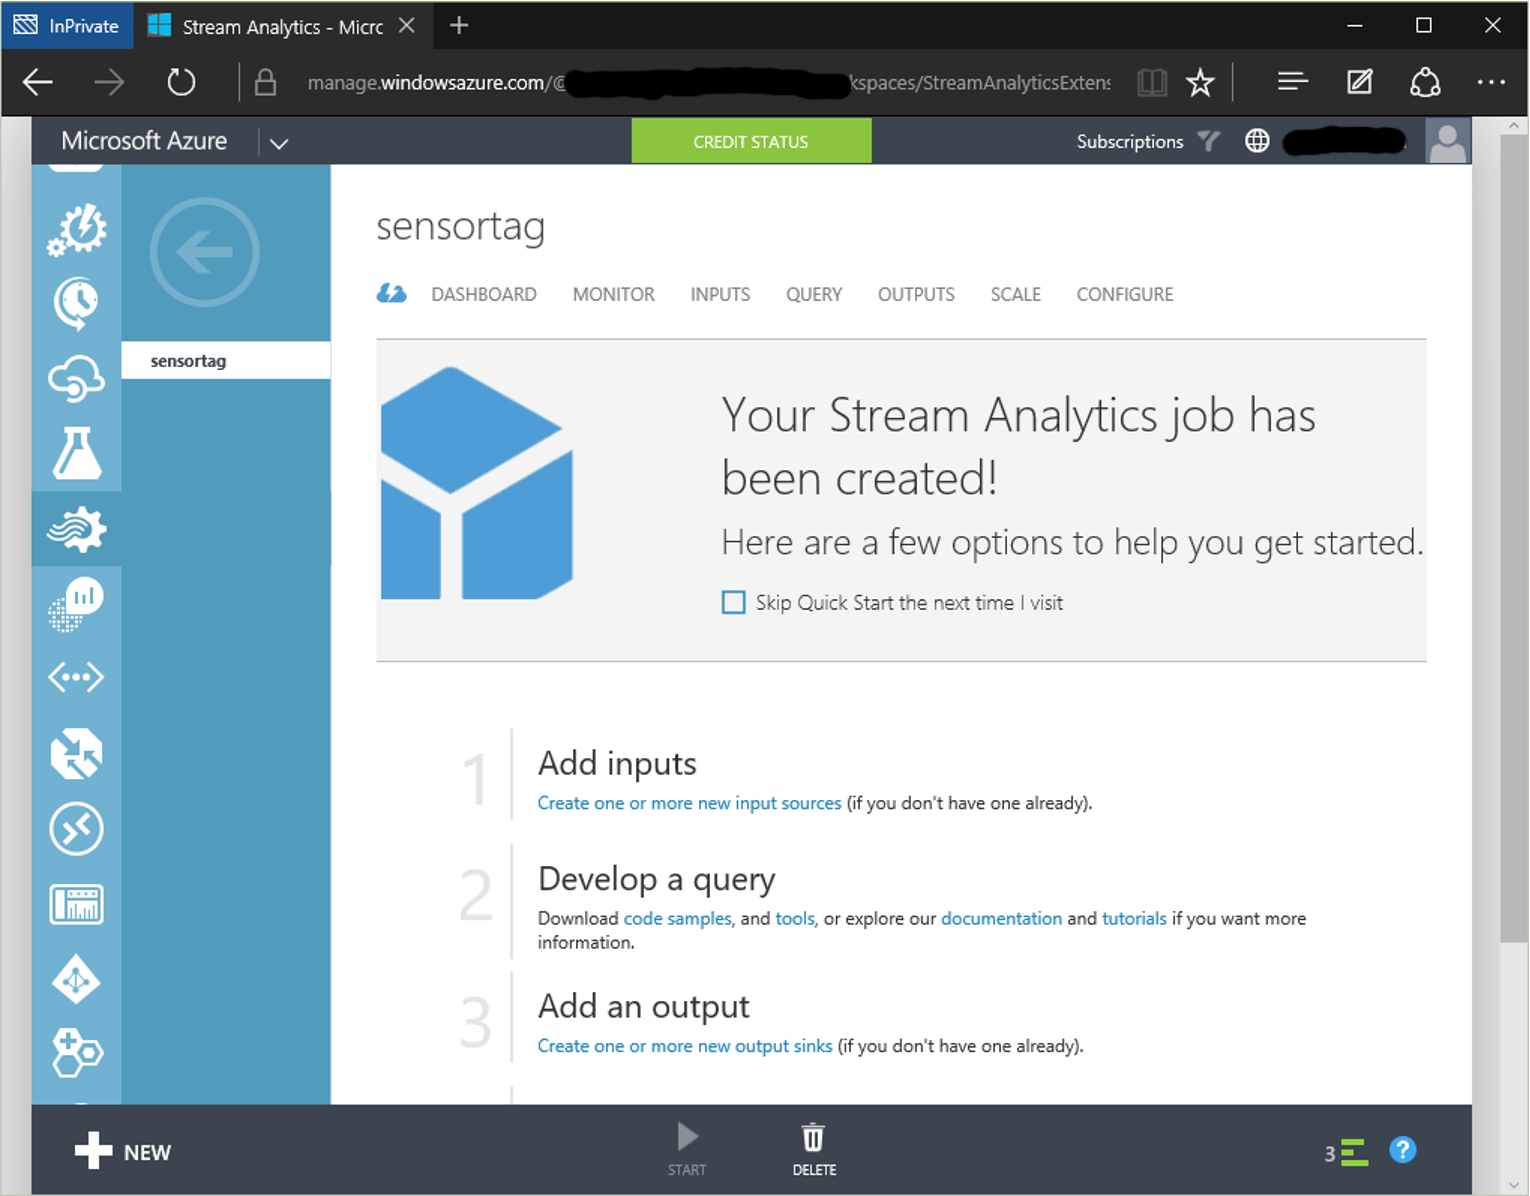 InPrivate
Stream Analytics - Micrc
manage.windowsazure.com/@
kspaces/StreamAnalyticsExtens
Microsoft Azure
CREDIT STATUS
Subscriptions
sensortag
sensortag
DASHBOARD MONITOR INPUTS QUERY OUTPUTS SCALE CONFIGURE
Your Stream Analytics job has
been created!
Here are a few options to help you get started.
Skip Quick Start the next time I visit
1
Add inputs
Create one or more new input sources (if you don't have one already).
2
Develop a query
Download code samples, and tools, or explore our documentation and tutorials if you want more
information.
3
Add an output
Create one or more new output sinks (if you don't have one already).
NEW
START
DELETE
3
?